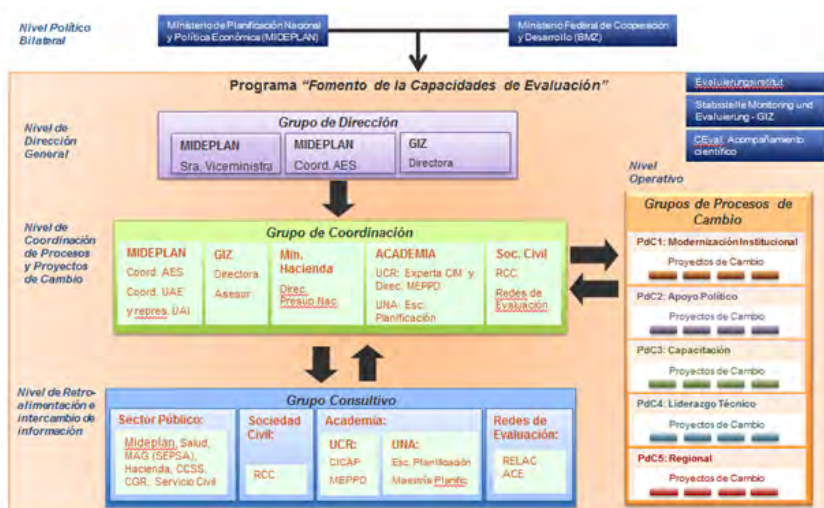 Nivel Político
Bilateral
Ministerio de Planificación Nacional
y Política Económica (MIDEPLAN)
Ministerio Federal de Cooperación
y Desarrollo (BMZ)
Programa “Fomento de la Capacidades de Evaluación”
Evaluierungsinstitut
Stabsstelle Monitoring und
Evaluierung - GIZ
CEval. Acompañamiento
científico
Nivel de
Dirección
General
Grupo de Dirección
MIDEPLAN
Sra. Viceministra
MIDEPLAN
Coord. AES
GIZ
Directora
Nivel
Operativo
Nivel de
Coordinación
de Procesos
y Proyectos
de Cambio
Grupo de Coordinación
MIDEPLAN
Coord. AES
Coord. UAE
y repres. UAI
GIZ
Directora
Asesur
Min.
Hacienda
Direc.
Presup Nac.
ACADEMIA
UCR: Experta CIM y
Direc. MEPPD
UNA: Esc.
Planificación
Soc. Civil
RCC
Redes de
Evaluación
Grupos de Procesos de
Cambio
PdC1: Modernización Institucional
Proyectos de Cambio
PdC2: Apoyo Político
Proyectos de Cambio
PdC3: Capacitación
Proyectos de Cambio
PdC4: Liderazgo Técnico
Proyectos de Cambio
PdC5: Regional
Proyectos de Cambio
Nivel de Retro-
alimentación e
intercambio de
información
Grupo Consultivo
Sector Público:
Mideplan, Salud,
MAG (SEPSA),
Hacienda, CCSS,
CGR, Servicio Civil
Sociedad
Civil:
RCC
Academia:
UCR:
CICAP
MEPPD
UNA:
Esc. Planificación
Maestría Planific
Redes de
Evaluación:
RELAC
ACE